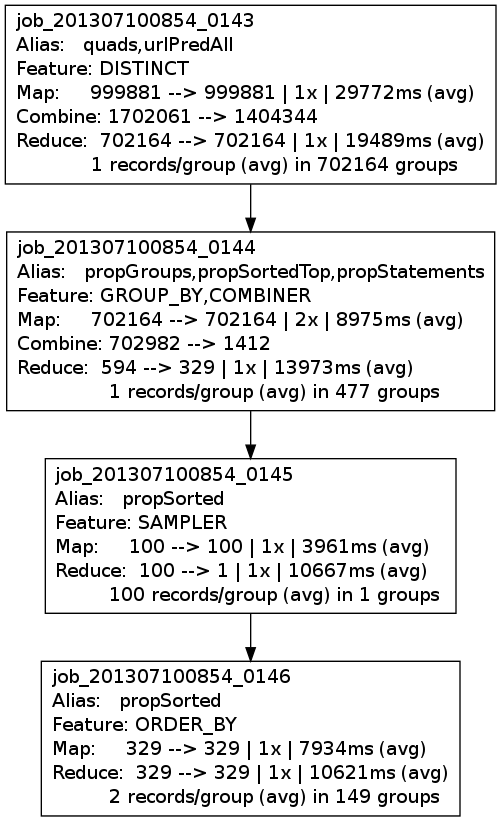 job_201307100854_0143
Alias: quads,urlPredAll
Feature: DISTINCT
Map: 999881 --> 999881 | 1x | 29772ms (avg)
Combine: 1702061 --> 1404344
Reduce: 702164 --> 702164 | 1x | 19489ms (avg)
1 records/group (avg) in 702164 groups
job_201307100854_0144
Alias: propGroups,propSortedTop,propStatements
Feature: GROUP_BY,COMBINER
Map: 702164 --> 702164 | 2x | 8975ms (avg)
Combine: 702982 --> 1412
Reduce: 594 --> 329 | 1x | 13973ms (avg)
1 records/group (avg) in 477 groups
job_201307100854_0145
Alias: propSorted
Feature: SAMPLER
Map: 100 --> 100 | 1x | 3961ms (avg)
Reduce: 100 --> 1 | 1x | 10667ms (avg)
100 records/group (avg) in 1 groups
job_201307100854_0146
Alias: propSorted
Feature: ORDER_BY
Map: 329 --> 329 | 1x | 7934ms (avg)
Reduce: 329 --> 329 | 1x | 10621ms (avg)
2 records/group (avg) in 149 groups